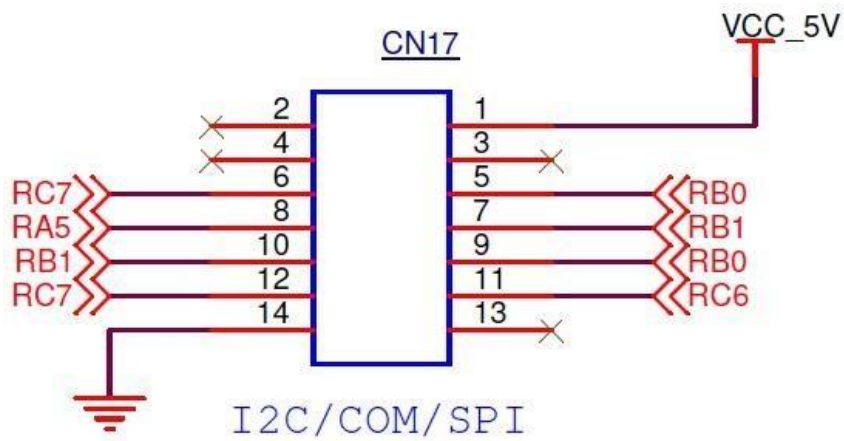 VCC_5V
CN17
2 1
4 3
RC7 6 5 RB0
RA5 8 7 RB1
RB1 10 9 RB0
RC7 12 11 RC6
14 13
I2C/COM/SPI